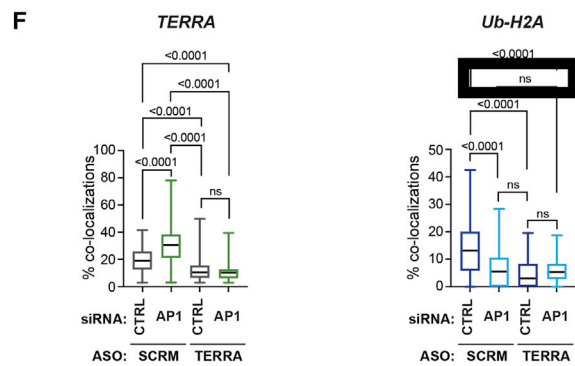 F
TERRA
Ub-H2A
<0.0001
<0.0001
<0.0001
<0.0001
<0.0001
ns
% co-localizations
100
80
60
40
20
0
siRNA: CTRL AP1 CTRL AP1
ASO: SCRM TERRA
<0.0001
ns
<0.0001
<0.0001
ns
ns
% co-localizations
50
40
30
20
10
0
siRNA: CTRL AP1 CTRL AP1
ASO: SCRM TERRA